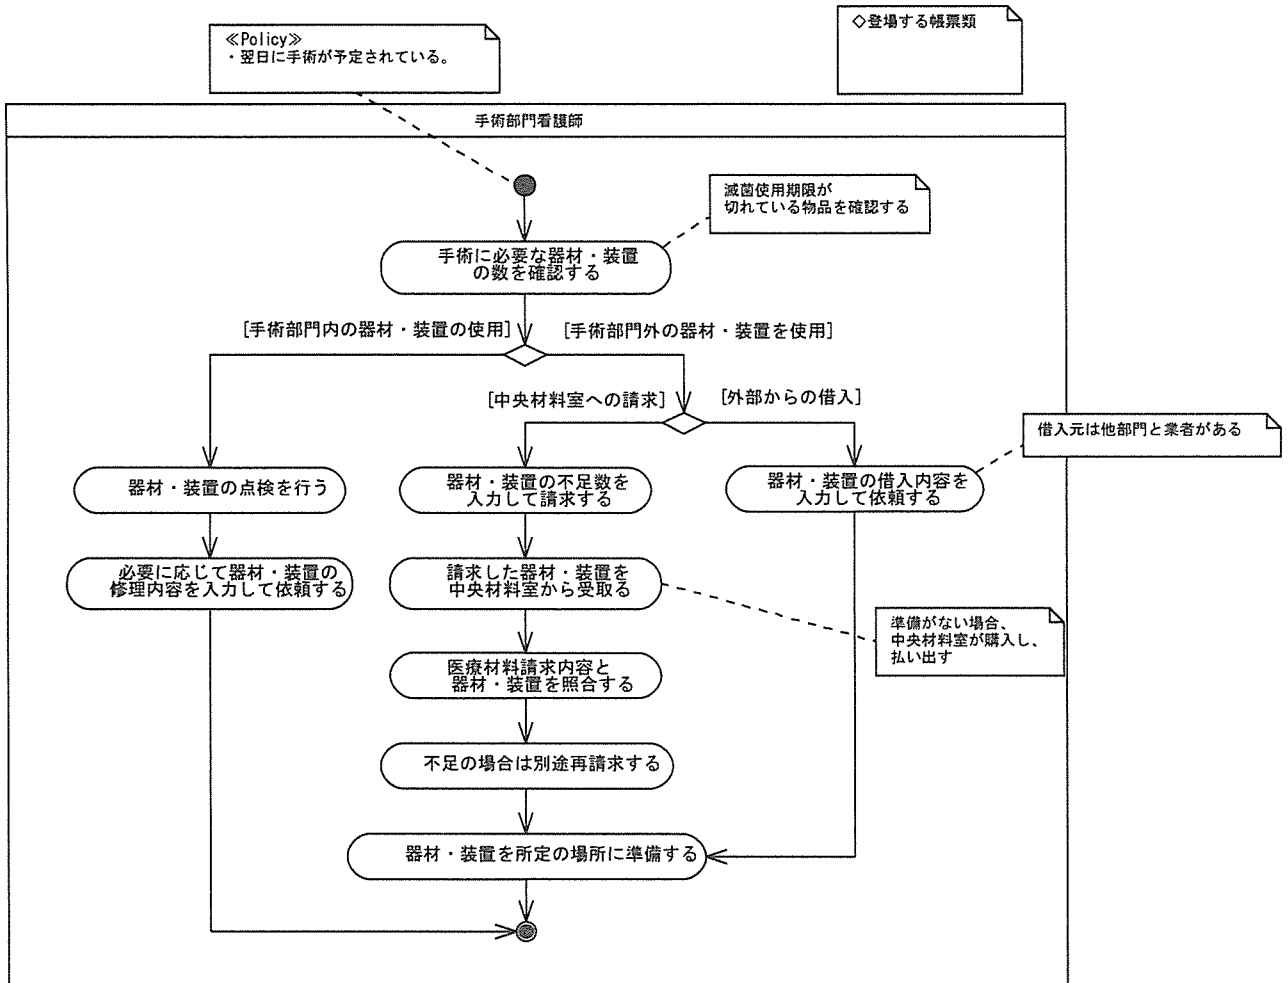 ≪Policy≫
・翌日に手術が予定されている。
◇登場する帳票類
手術部門看護師
滅菌使用期限が
切れている物品を確認する
手術に必要な器材・装置
の数を確認する
[手術部門内の器材・装置の使用]
[手術部門外の器材・装置を使用]
[中央材料室への請求]
[外部からの借入]
借入元は他部門と業者がある
器材・装置の点検を行う
器材・装置の不足数を
入力して請求する
器材・装置の借入内容を
入力して依頼する
必要に応じて器材・装置の
修理内容を入力して依頼する
請求した器材・装置を
中央材料室から受取る
準備がない場合、
中央材料室が購入し、
払い出す
医療材料請求内容と
器材・装置を照合する
不足の場合は別途再請求する
器材・装置を所定の場所に準備する